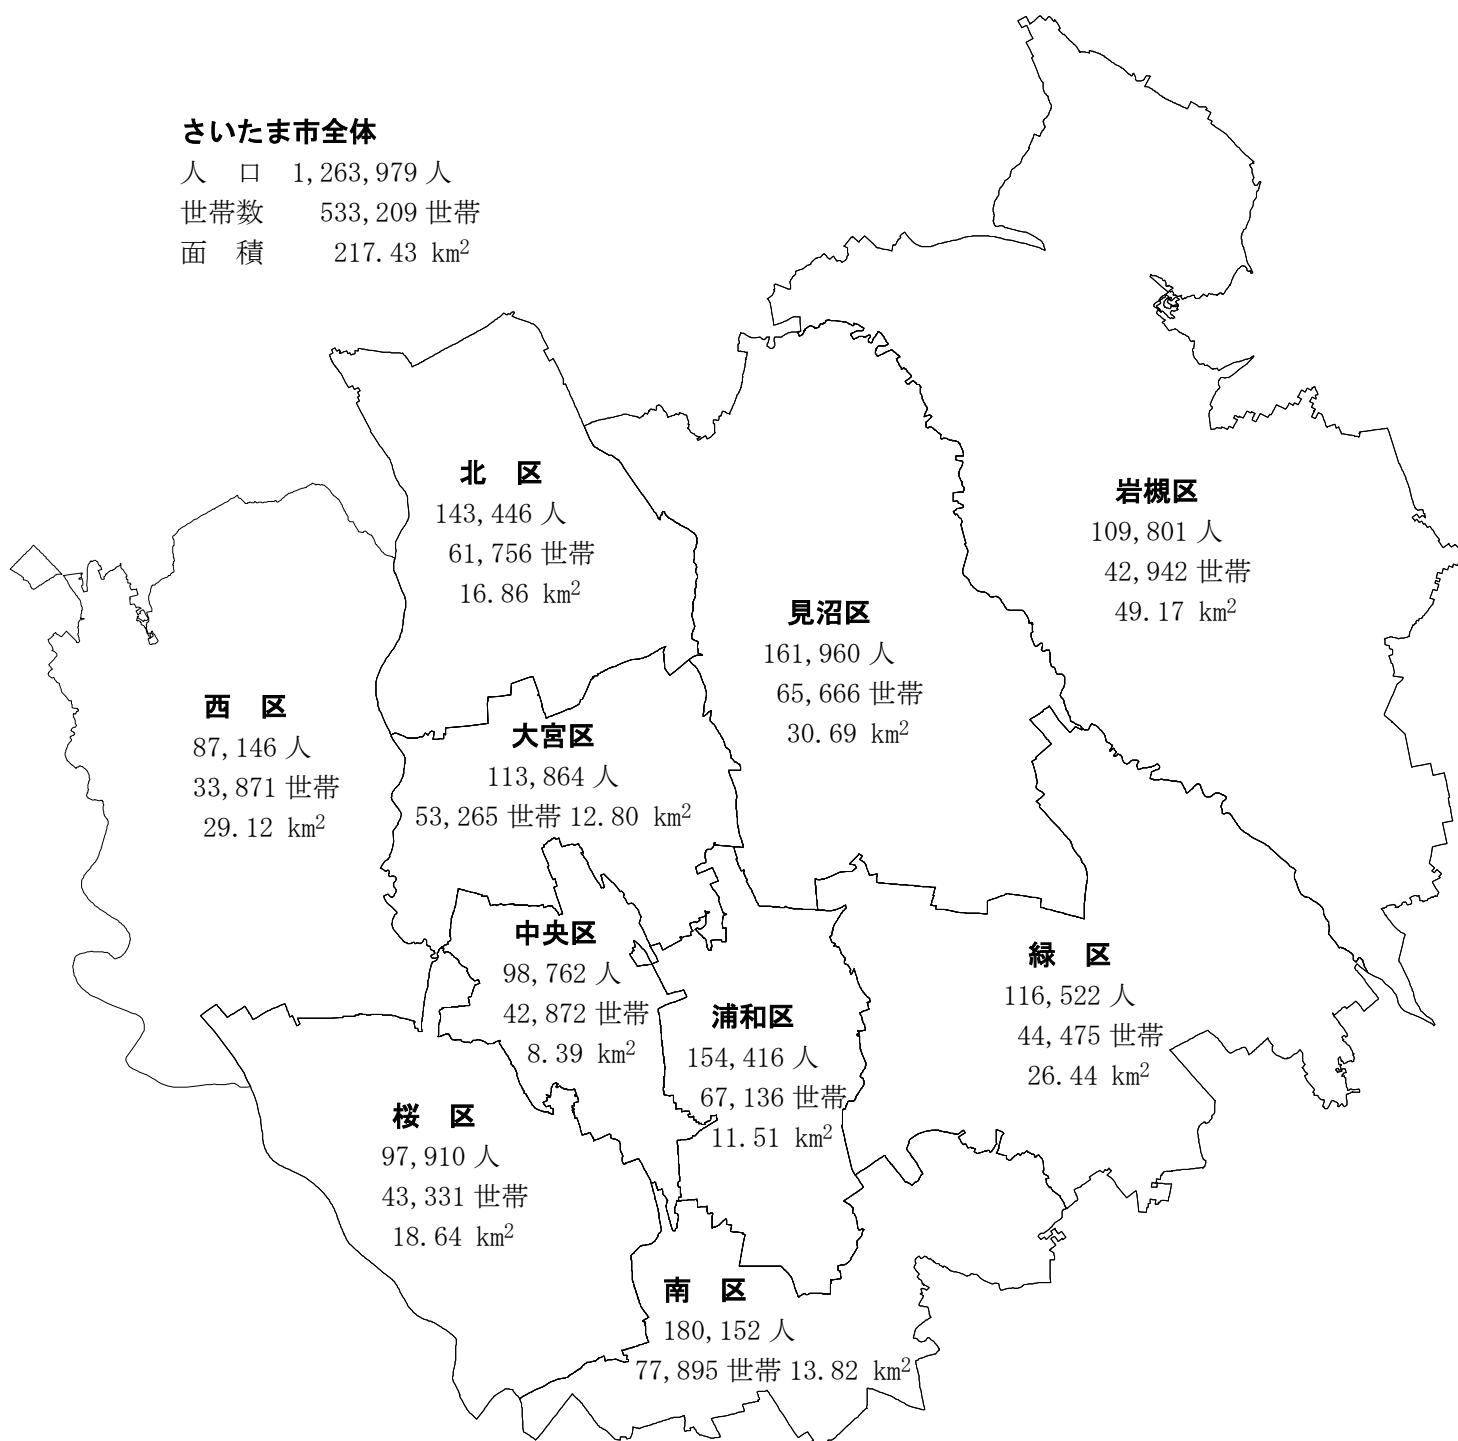 さいたま市全体
人　口　1,263,979 人
世帯数　533,209 世帯
面　積　217.43 km²
北　区
143,446 人
61,756 世帯
16.86 km²
岩槻区
109,801 人
42,942 世帯
49.17 km²
見沼区
161,960 人
65,666 世帯
30.69 km²
西　区
87,146 人
33,871 世帯
29.12 km²
大宮区
113,864 人
53,265 世帯 12.80 km²
中央区
98,762 人
42,872 世帯
8.39 km²
緑　区
116,522 人
44,475 世帯
26.44 km²
浦和区
154,416 人
67,136 世帯
11.51 km²
桜　区
97,910 人
43,331 世帯
18.64 km²
南　区
180,152 人
77,895 世帯 13.82 km²